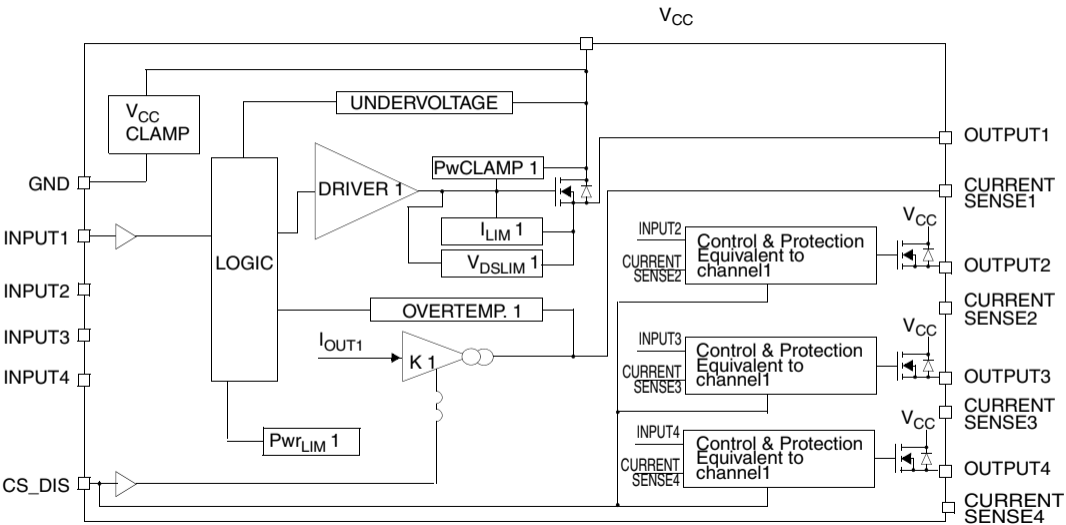 VCC
VCC
CLAMP
UNDERVOLTAGE
OUTPUT1
PwCLAMP 1
DRIVER 1
GND
CURRENT
SENSE1
INPUT1
ILIM 1
LOGIC
VDSLIM 1
INPUT2
CURRENT
SENSE2
Control & Protection
Equivalent to
channel1
VCC
OUTPUT2
INPUT2
OVERTEMP. 1
CURRENT
SENSE2
INPUT3
IOUT1
K 1
INPUT3
CURRENT
SENSE3
Control & Protection
Equivalent to
channel1
VCC
OUTPUT3
INPUT4
CURRENT
SENSE3
PwrLIM 1
INPUT4
CURRENT
SENSE4
Control & Protection
Equivalent to
channel1
VCC
OUTPUT4
CS_DIS
CURRENT
SENSE4